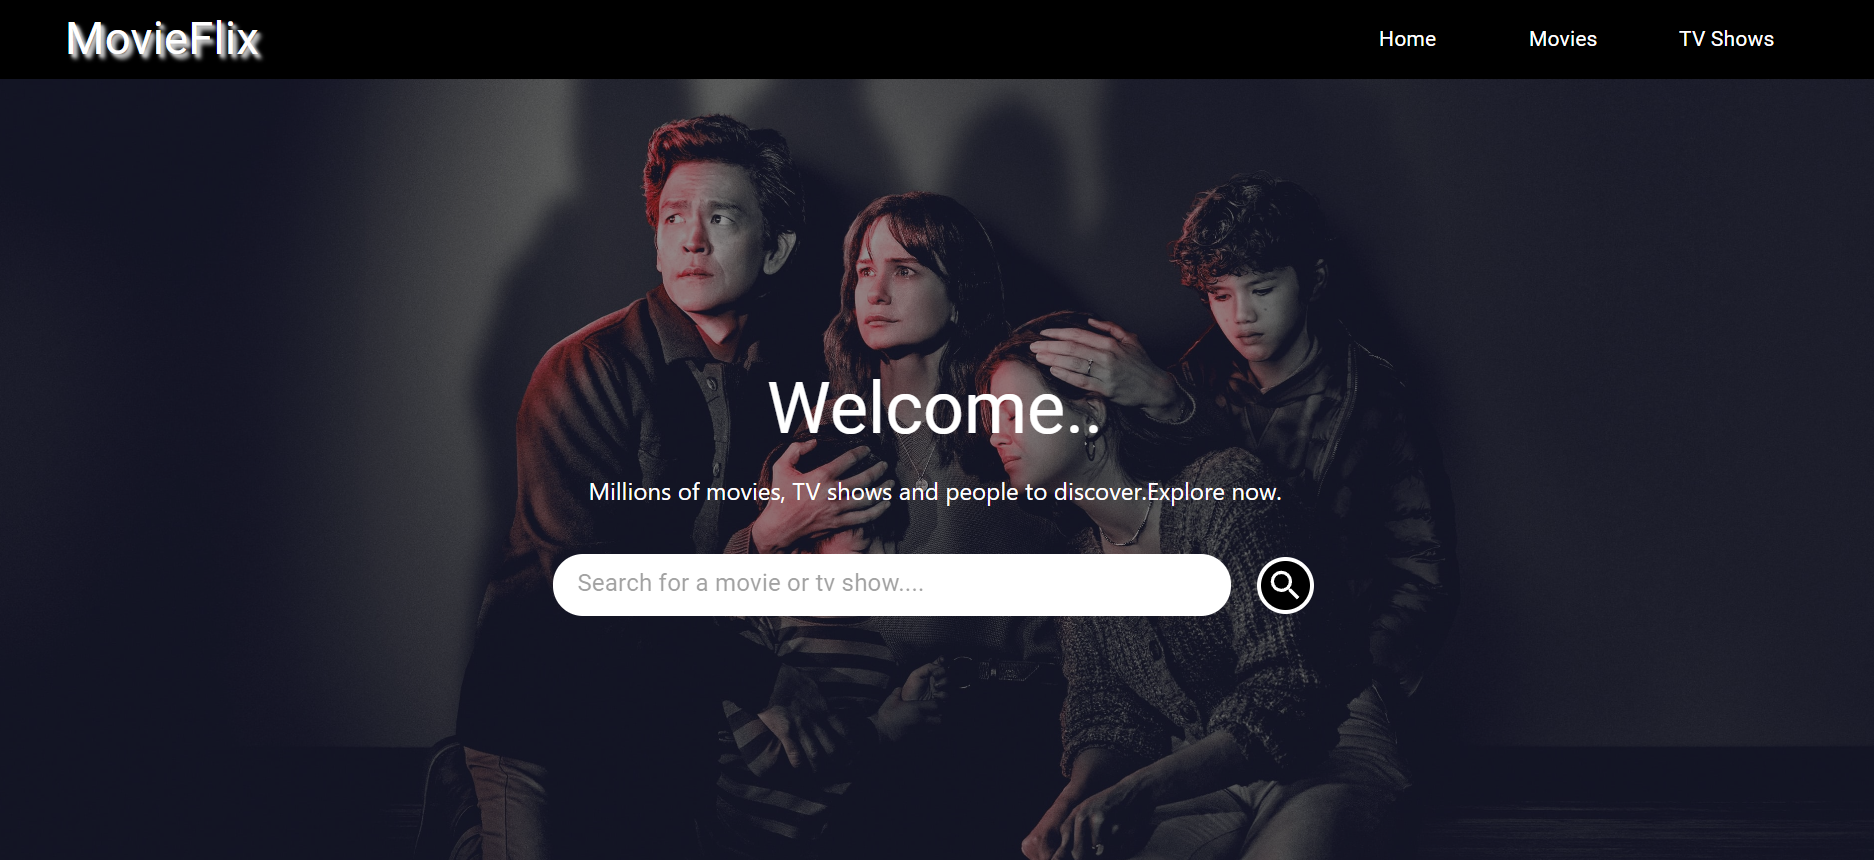 MovieFlix
Home Movies TV Shows
Welcome..
Millions of movies, TV shows and people to discover.Explore now.
Search for a movie or tv show....